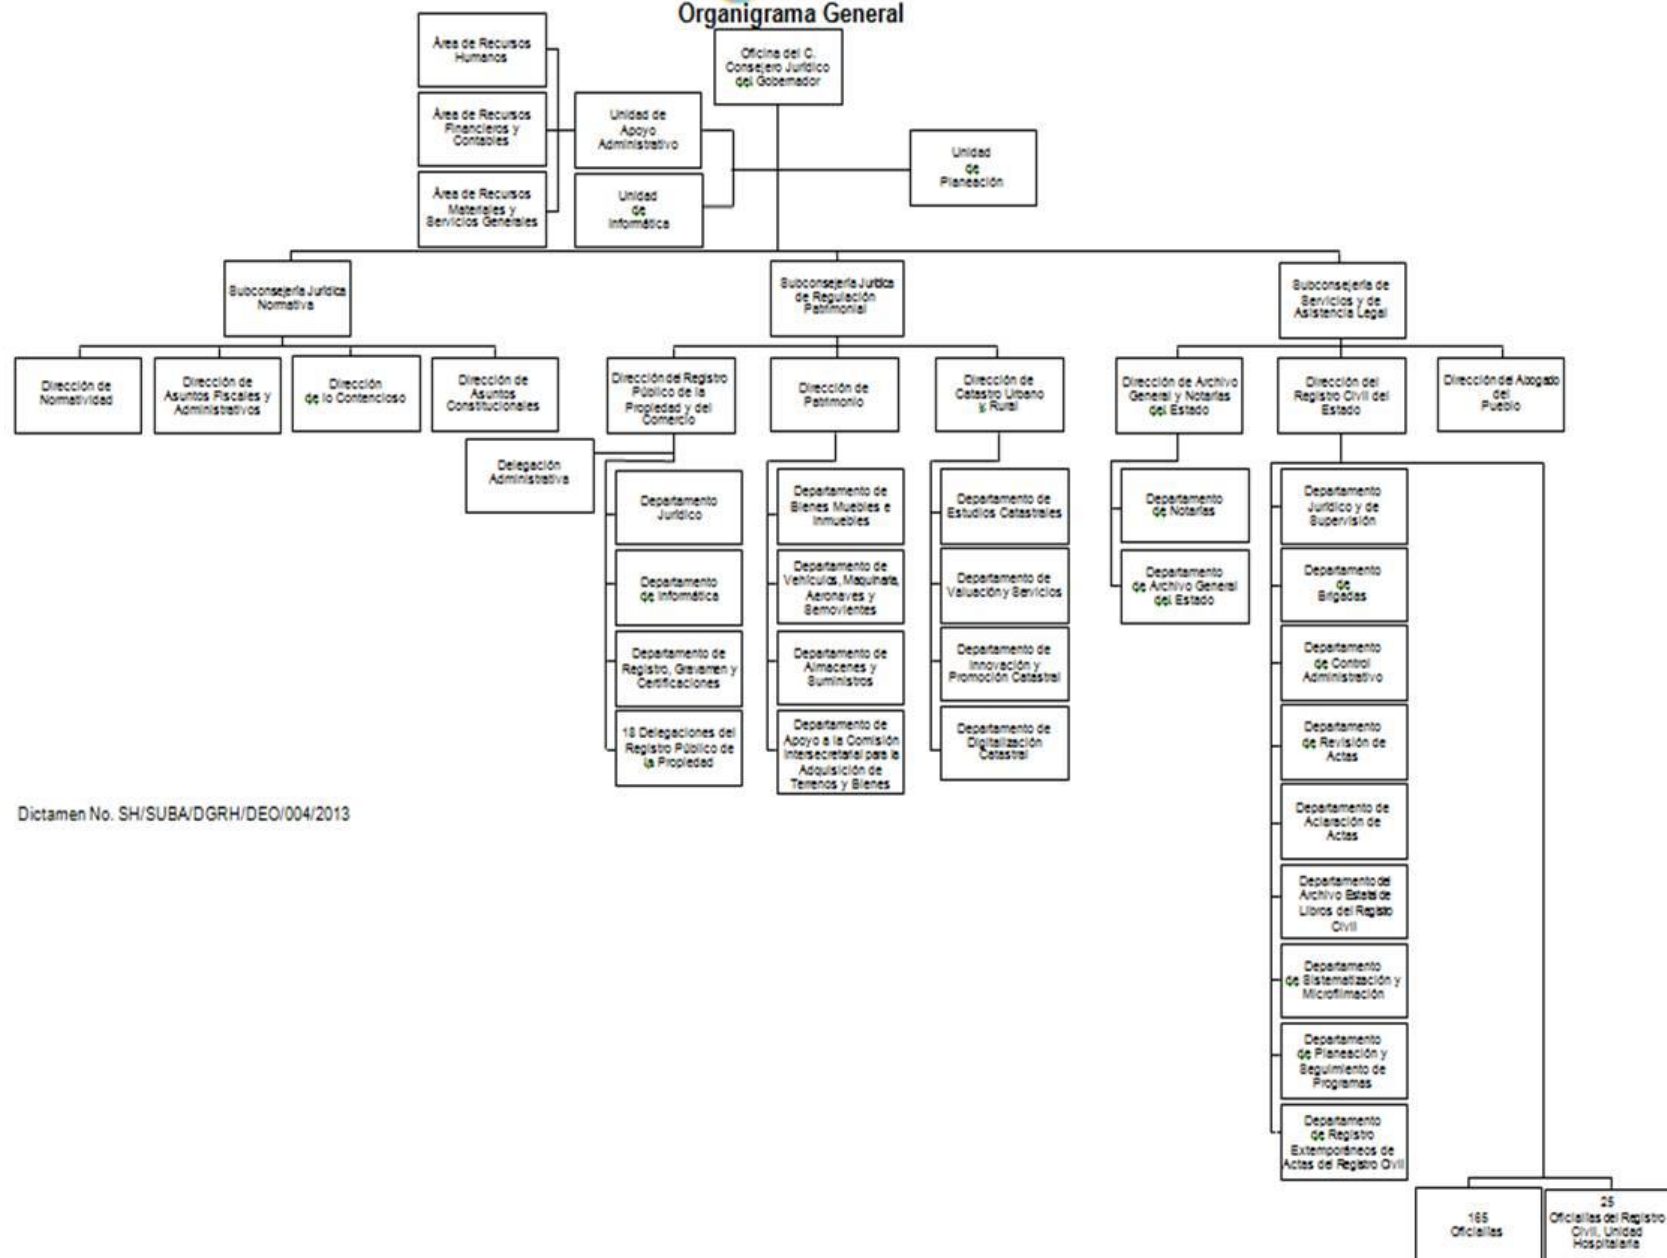 Organigrama General
Oficina del C.
Consejero Jurídico
del Gobernador
Área de Recursos
Humanos
Área de Recursos
Financieros y
Contables
Área de Recursos
Materiales y
Servicios Generales
Unidad de
Apoyo
Administrativo
Unidad
de
Informática
Unidad
de
Planeación
Subconsejería Jurídica
Normativa
Subconsejería Jurídica
de Regulación
Patrimonial
Subconsejería de
Servicios y de
Asistencia Legal
Dirección de
Normatividad
Dirección de
Asuntos Fiscales y
Administrativos
Dirección
de lo Contencioso
Dirección de
Asuntos
Constitucionales
Dirección del Registro
Público de la
Propiedad y del
Comercio
Dirección de
Patrimonio
Dirección de
Catastro Urbano
y Rural
Dirección de Archivo
General y Notarías
del Estado
Dirección del
Registro Civil del
Estado
Dirección del Abogado
del
Pueblo
Delegación
Administrativa
Departamento
Jurídico
Departamento
de Informática
Departamento de
Registro, Gravamen y
Certificaciones
18 Delegaciones del
Registro Público de
la Propiedad
Departamento de
Bienes Muebles e
Inmuebles
Departamento de
Vehículos, Maquinaria,
Aeronaves y
Semovientes
Departamento de
Almacenes y
Suministros
Departamento de
Apoyo a la Comisión
Intersecretarial para la
Adquisición de
Terrenos y Bienes
Departamento de
Estudios Catastrales
Departamento de
Valuación y Servicios
Departamento de
Innovación y
Promoción Catastral
Departamento de
Digitalización
Catastral
Departamento
de Notarías
Departamento
de Archivo General
del Estado
Departamento
Jurídico y de
Supervisión
Departamento
de
Brigadas
Departamento
de Control
Administrativo
Departamento
de Revisión de
Actas
Departamento de
Aclaración de
Actas
Departamento del
Archivo Estatal de
Libros del Registro
Civil
Departamento
de Sistematización y
Microfilmación
Departamento
de Planeación y
Seguimiento de
Programas
Departamento
de Registro
Extemporáneos de
Actas del Registro Civil
165
Oficialías
25
Oficialías del Registro
Civil, Unidad
Hospitalaria
Dictamen No. SH/SUBA/DGRH/DEO/004/2013